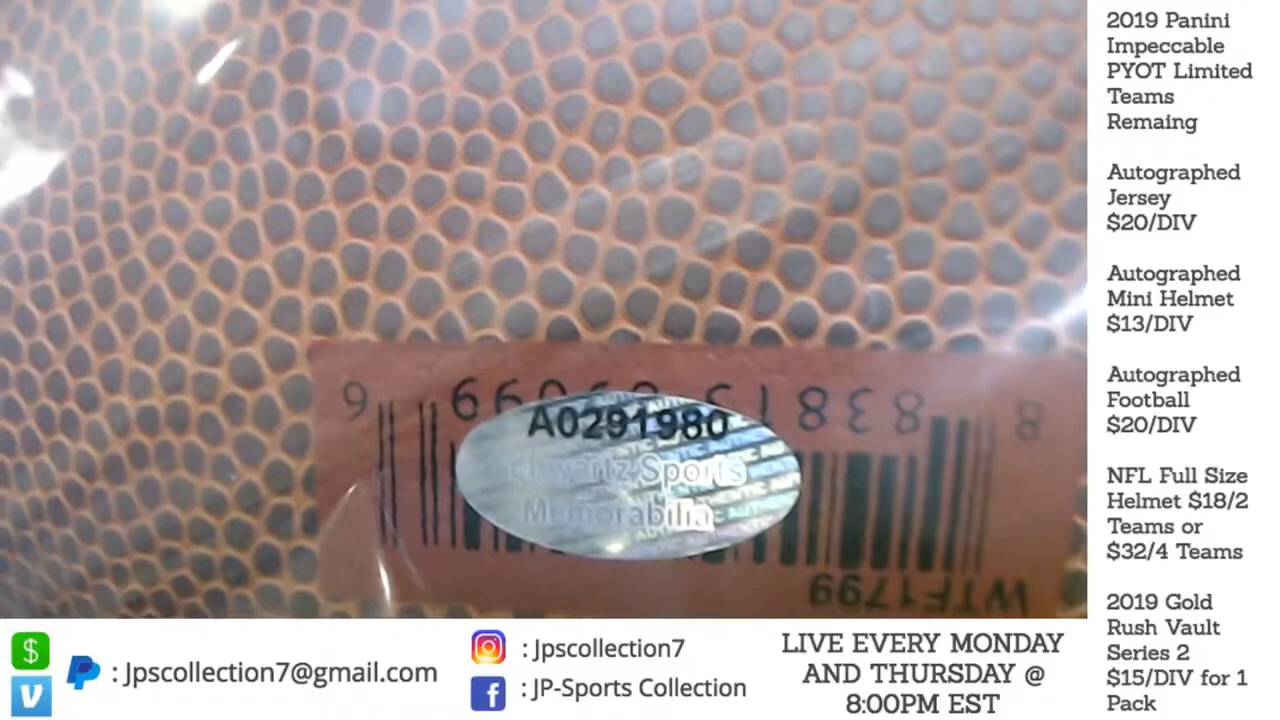 A0291980
Schwartz Sports
Memorabilia
WTF1799
2019 Panini
Impeccable
PYOT Limited
Teams
Remaing
Autographed
Jersey
$20/DIV
Autographed
Mini Helmet
$13/DIV
Autographed
Football
$20/DIV
NFL Full Size
Helmet $18/2
Teams or
$32/4 Teams
2019 Gold
Rush Vault
Series 2
$15/DIV for 1
Pack
: Jpscollection7@gmail.com
: Jpscollection7
: JP-Sports Collection
LIVE EVERY MONDAY
AND THURSDAY @
8:00PM EST